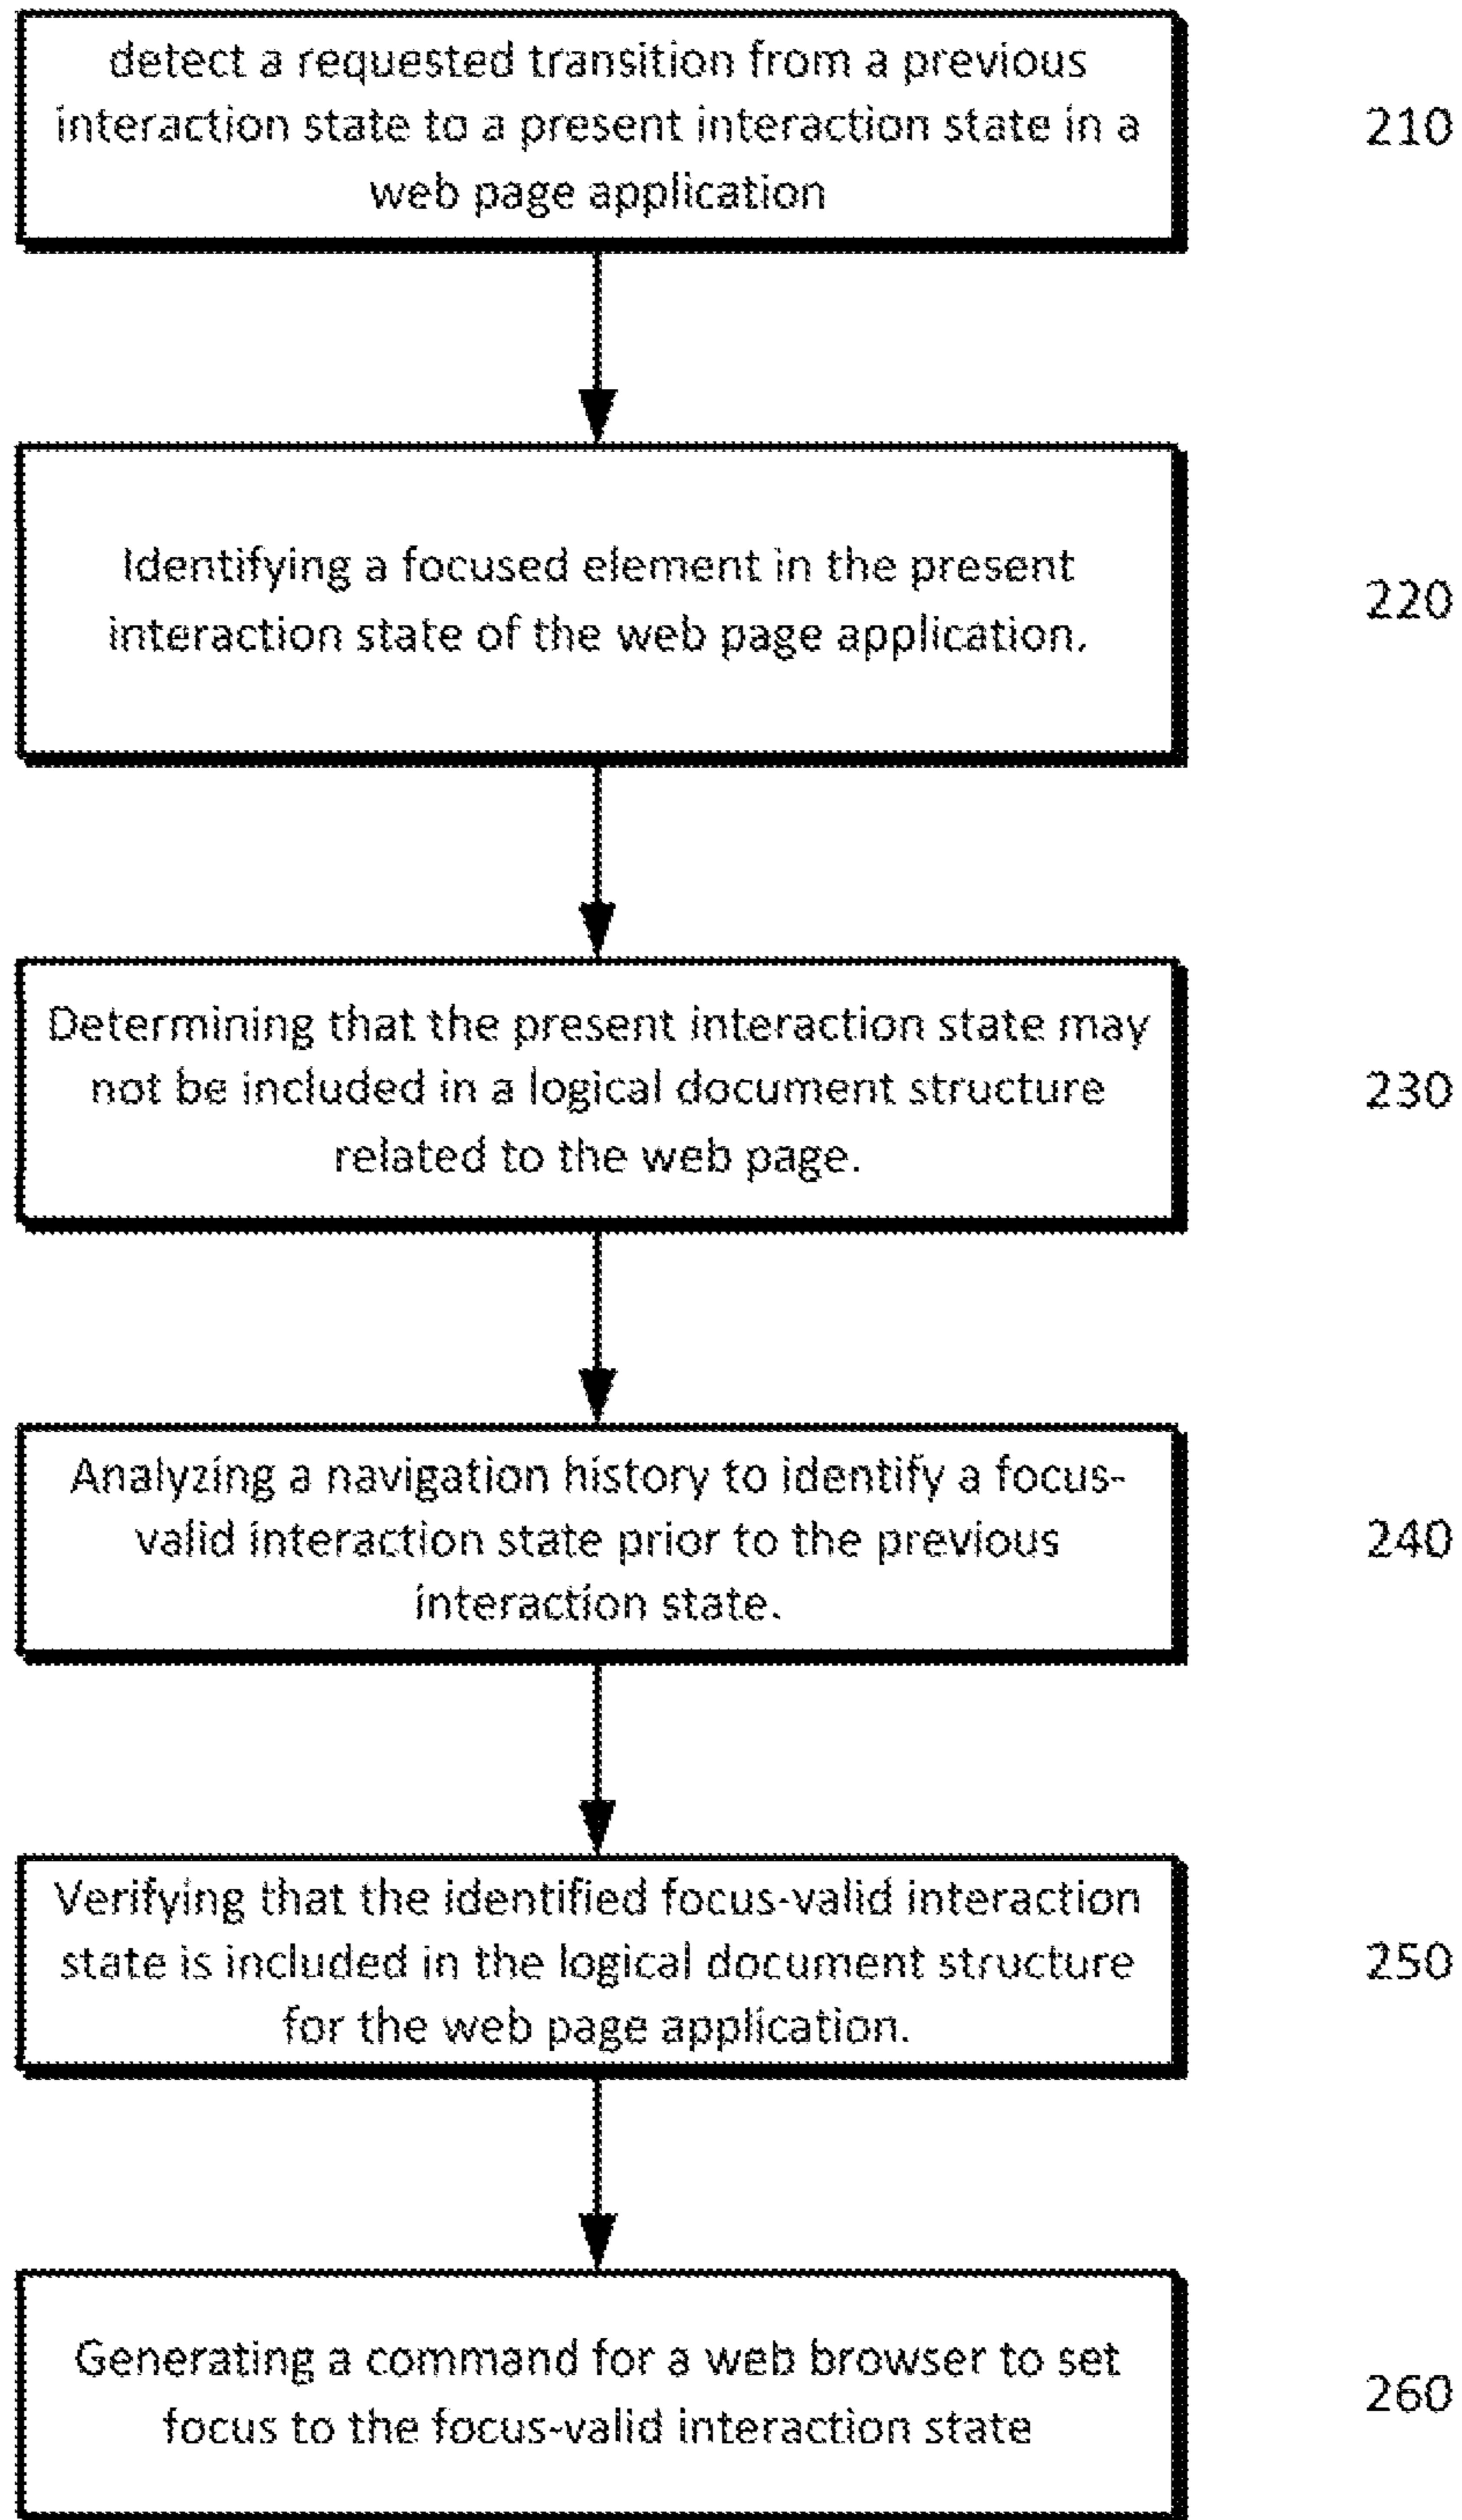 detect a requested transition from a previous
interaction state to a present interaction state in a
web page application
210
Identifying a focused element in the present
interaction state of the web page application.
220
Determining that the present interaction state may
not be included in a logical document structure
related to the web page.
230
Analyzing a navigation history to identify a focus-
valid interaction state prior to the previous
interaction state.
240
Verifying that the identified focus-valid interaction
state is included in the logical document structure
for the web page application.
250
Generating a command for a web browser to set
focus to the focus-valid interaction state
260